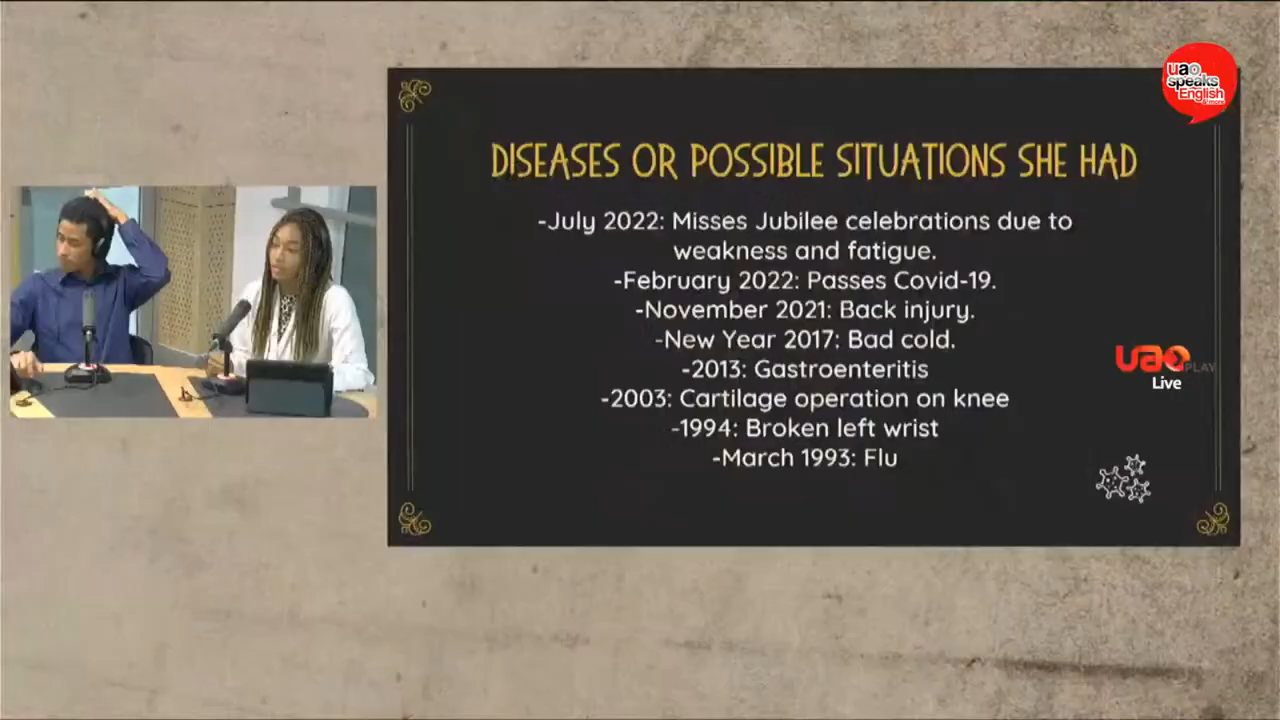 uao
speaks
English
& more
DISEASES OR POSSIBLE SITUATIONS SHE HAD
-July 2022: Misses Jubilee celebrations due to
weakness and fatigue.
-February 2022: Passes Covid-19.
-November 2021: Back injury.
-New Year 2017: Bad cold.
-2013: Gastroenteritis
-2003: Cartilage operation on knee
-1994: Broken left wrist
-March 1993: Flu
uao PLAY
Live